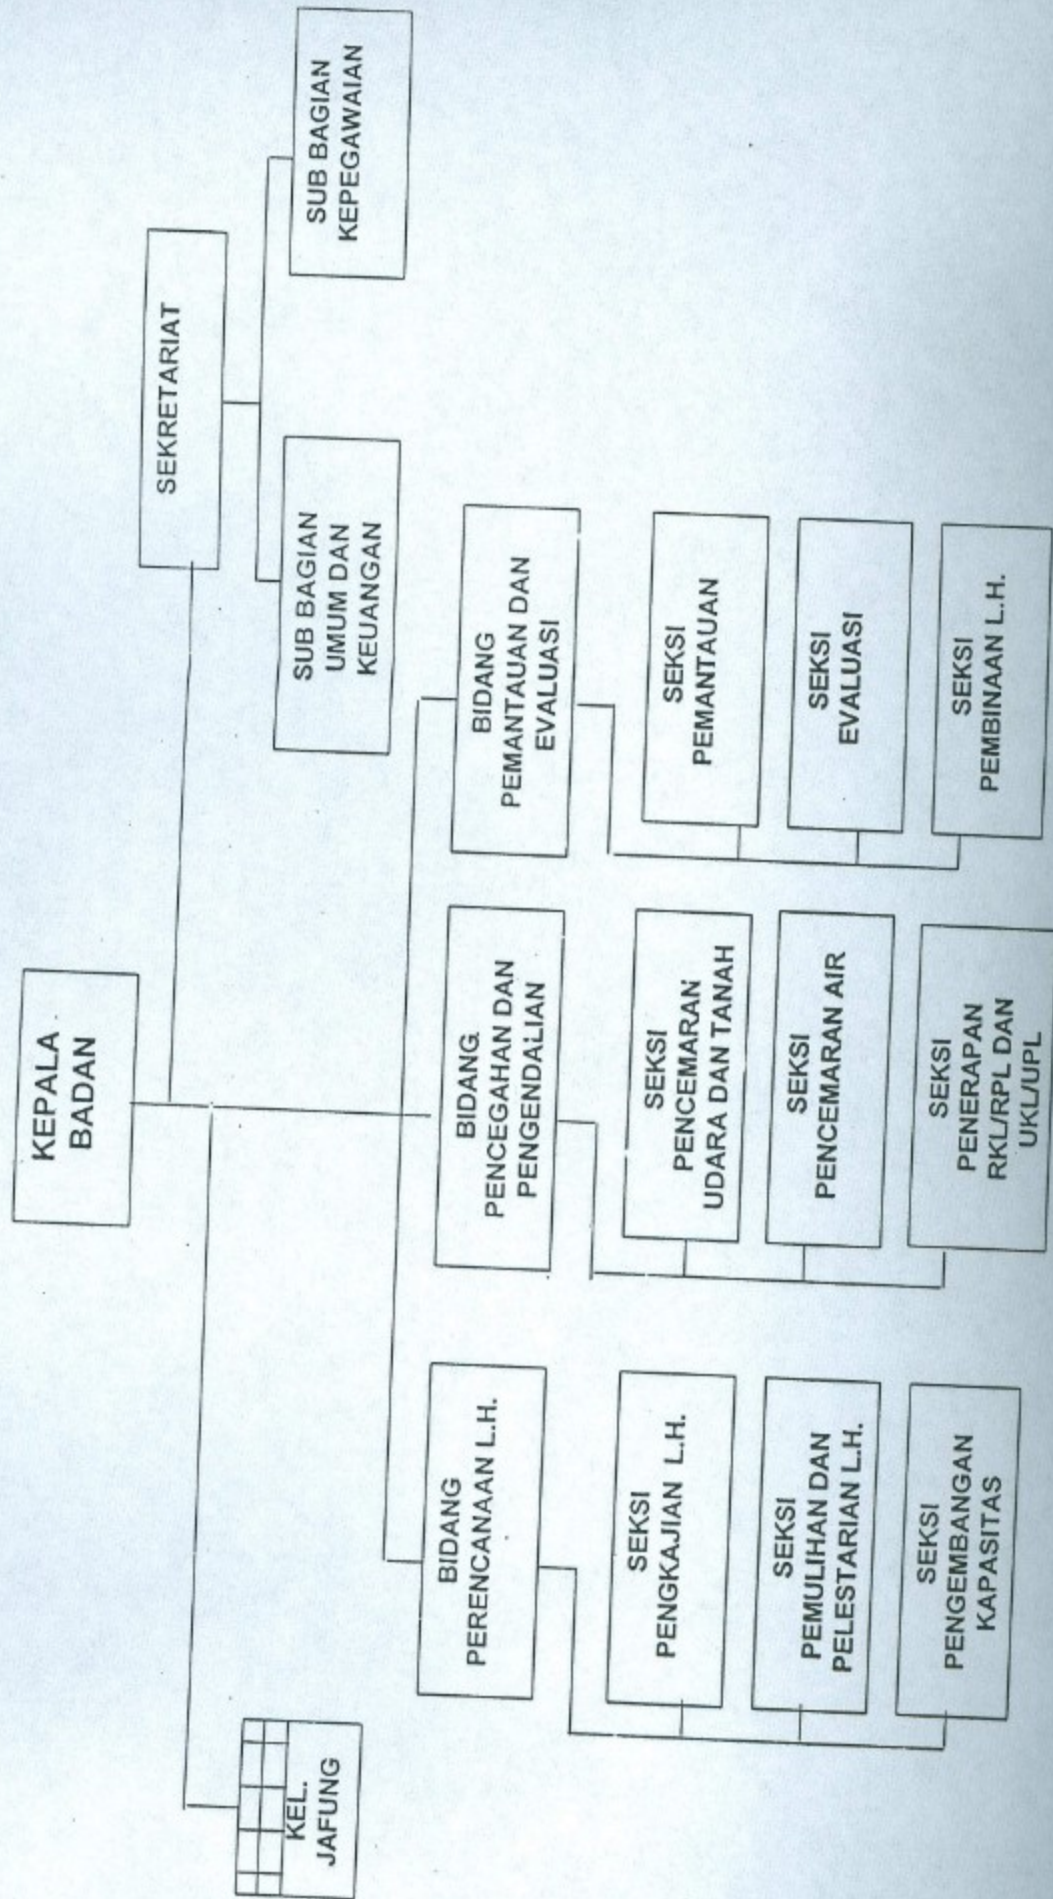 KEPALA
BADAN
SEKRETARIAT
SUB BAGIAN
UMUM DAN
KEUANGAN
SUB BAGIAN
KEPEGAWAIAN
KEL.
JAFUNG
BIDANG
PERENCANAAN L.H.
SEKSI
PENGKAJIAN L.H.
SEKSI
PEMULIHAN DAN
PELESTARIAN L.H.
SEKSI
PENGEMBANGAN
KAPASITAS
BIDANG
PENCEGAHAN DAN
PENGENDALIAN
SEKSI
PENCEMARAN
UDARA DAN TANAH
SEKSI
PENCEMARAN AIR
SEKSI
PENERAPAN
RKL/RPL DAN
UKL/UPL
BIDANG
PEMANTAUAN DAN
EVALUASI
SEKSI
PEMANTAUAN
SEKSI
EVALUASI
SEKSI
PEMBINAAN L.H.